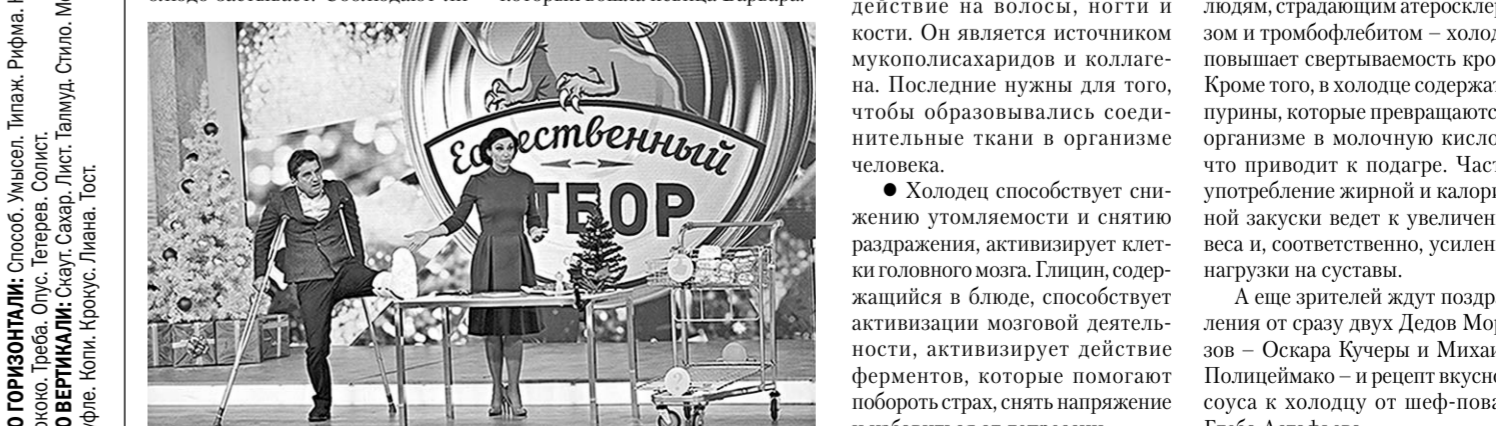 О ГОРИЗОНТАЛИ: Способ. Умысел. Типаж. Рифма.
ококо. Треба. Опус. Тетерев. Солист.
О ВЕРТИКАЛИ: Скаут. Сахар. Лист. Талмуд. Стило.
уфле. Копи. Крокус. Лиана. Тост.
Естественный
ОТБОР
?
действие на волосы, ногти и
кости. Он является источником
мукополисахаридов и коллаге-
на. Последние нужны для того,
чтобы образовывались соеди-
нительные ткани в организме
человека.
● Холодец способствует сни-
жению утомляемости и снятию
раздражения, активизирует клет-
ки головного мозга. Глицин, содер-
жащийся в блюде, способствует
активизации мозговой деятель-
ности, активизирует действие
ферментов, которые помогают
побороть страх, снять напряжение
людям, страдающим атеросклер
зом и тромбофлебитом – холод
повышает свертываемость кро
Кроме того, в холодце содержат
пурины, которые превращаются
организме в молочную кисло
что приводит к подагре. Част
употребление жирной и калори
ной закуски ведет к увеличен
веса и, соответственно, усилен
нагрузки на суставы.
А еще зрителей ждут поздра
ления от сразу двух Дедов Мор
зов – Оскара Кучеры и Михаи
Полицеймако – и рецепт вкусно
соуса к холодцу от шеф-пова